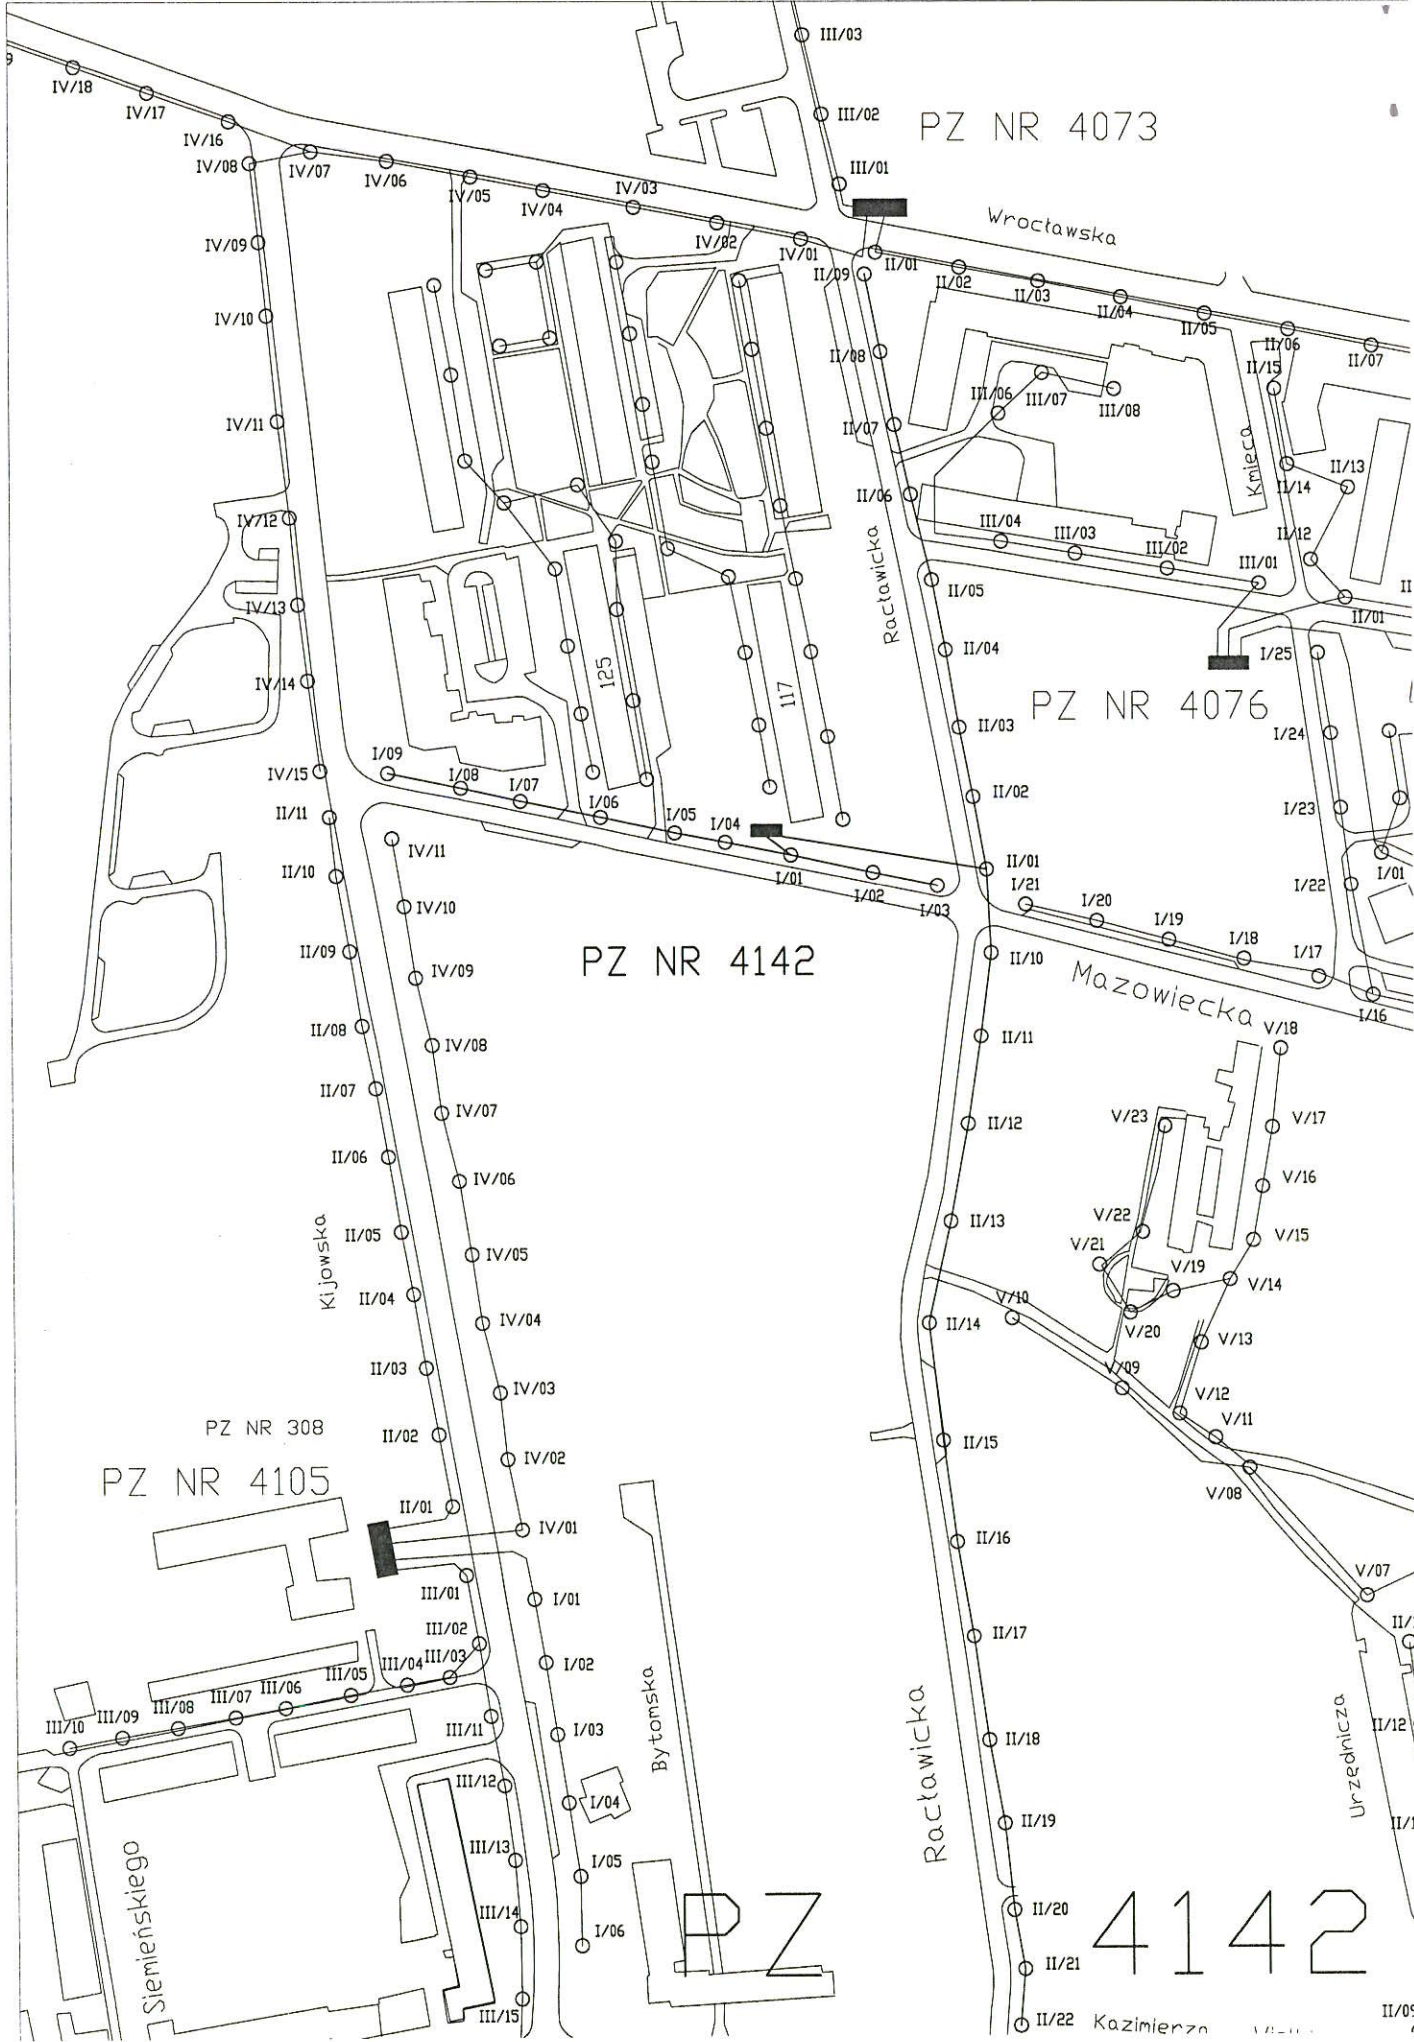 III/03
9
IV/18
IV/17
III/02
PZ NR 4073
IV/16
IV/08
IV/07
IV/06
IV/05
IV/04
IV/03
III/01
IV/02
IV/01
Wrocławska
IV/09
II/01
II/09
II/02
II/03
II/04
II/05
II/06
II/07
IV/10
II/08
II/15
III/06
III/07
III/08
IV/11
II/07
Kmieca
II/13
II/14
II/06
IV/12
III/04
III/03
III/02
III/01
II/12
Racławicka
II/05
IV/13
II/01
II
II/04
I/25
125
117
IV/14
PZ NR 4076
II/03
I/24
IV/15
I/09
I/08
I/07
I/06
I/05
I/04
II/02
I/23
II/11
IV/11
I/01
I/02
I/03
II/01
I/01
II/10
I/21
I/20
I/19
I/18
I/17
I/22
IV/10
II/09
IV/09
PZ NR 4142
II/10
Mazowiecka
I/16
II/08
IV/08
II/11
V/18
II/07
IV/07
II/12
V/23
V/17
II/06
IV/06
V/16
Kijowska
II/05
IV/05
II/13
V/22
V/21
V/19
V/15
V/14
II/04
IV/04
V/10
II/14
V/20
V/13
II/03
IV/03
V/09
V/12
V/11
PZ NR 308
II/02
IV/02
II/15
V/08
PZ NR 4105
II/01
IV/01
II/16
V/07
III/01
I/01
III/02
III/03
III/04
III/05
III/06
III/07
III/08
III/09
III/10
I/02
II/17
II/
Bytomska
Racławicka
Urzędnicza
III/11
I/03
II/18
II/12
III/12
I/04
II/19
II/1
III/13
I/05
Siemieńskiego
III/14
I/06
PZ 4142
II/20
II/21
III/15
II/22
Kazimierza
II/09